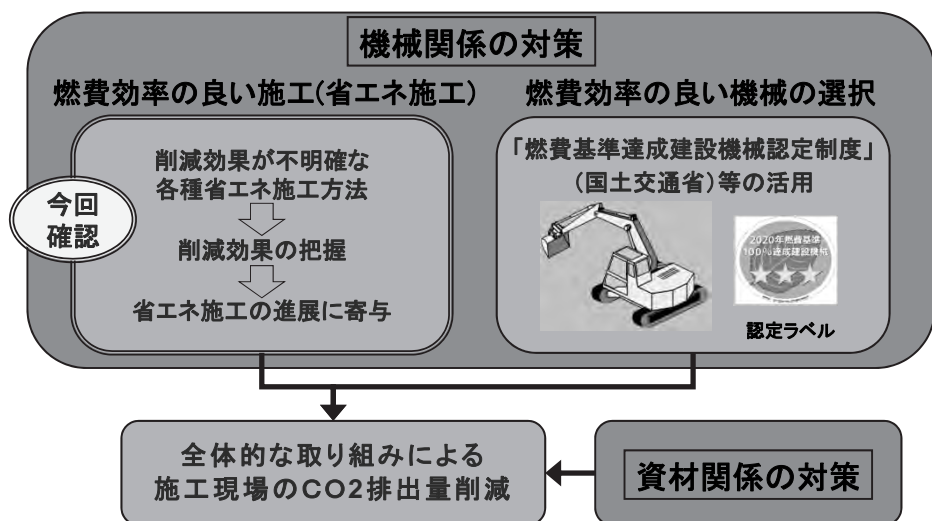 機械関係の対策
燃費効率の良い施工(省エネ施工)
今回
確認
削減効果が不明確な
各種省エネ施工方法
削減効果の把握
省エネ施工の進展に寄与
燃費効率の良い機械の選択
「燃費基準達成建設機械認定制度」
(国土交通省)等の活用
2020年燃費基準
100%達成建設機械
認定ラベル
全体的な取り組みによる
施工現場のCO2排出量削減
資材関係の対策